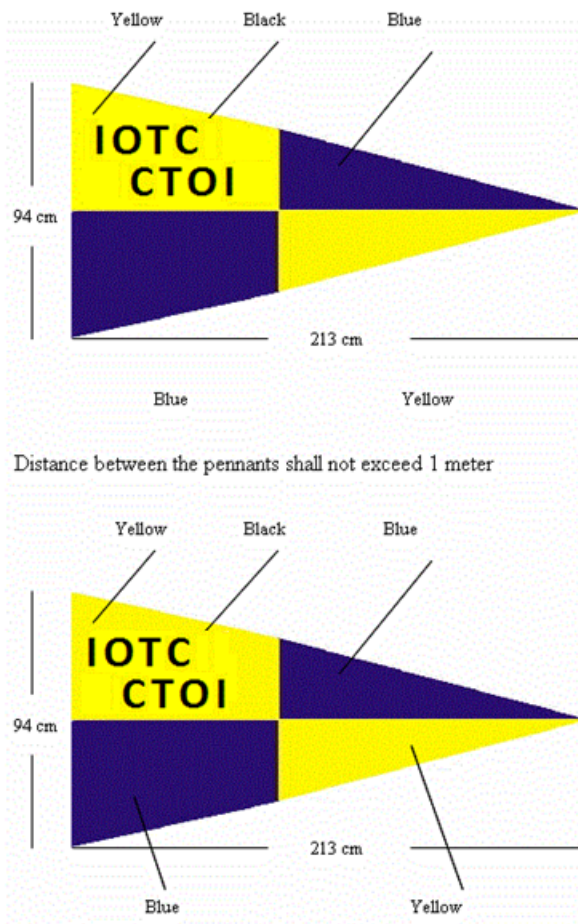 Yellow Black Blue
IOTC
CTOI
94 cm
213 cm
Blue Yellow
Distance between the pennants shall not exceed 1 meter
Yellow Black Blue
IOTC
CTOI
94 cm
213 cm
Blue Yellow